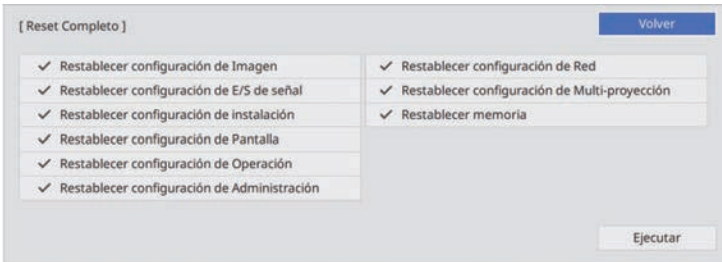 [ Reset Completo ]
Volver
Restablecer configuración de Imagen
Restablecer configuración de E/S de señal
Restablecer configuración de instalación
Restablecer configuración de Pantalla
Restablecer configuración de Operación
Restablecer configuración de Administración
Restablecer configuración de Red
Restablecer configuración de Multi-proyección
Restablecer memoria
Ejecutar